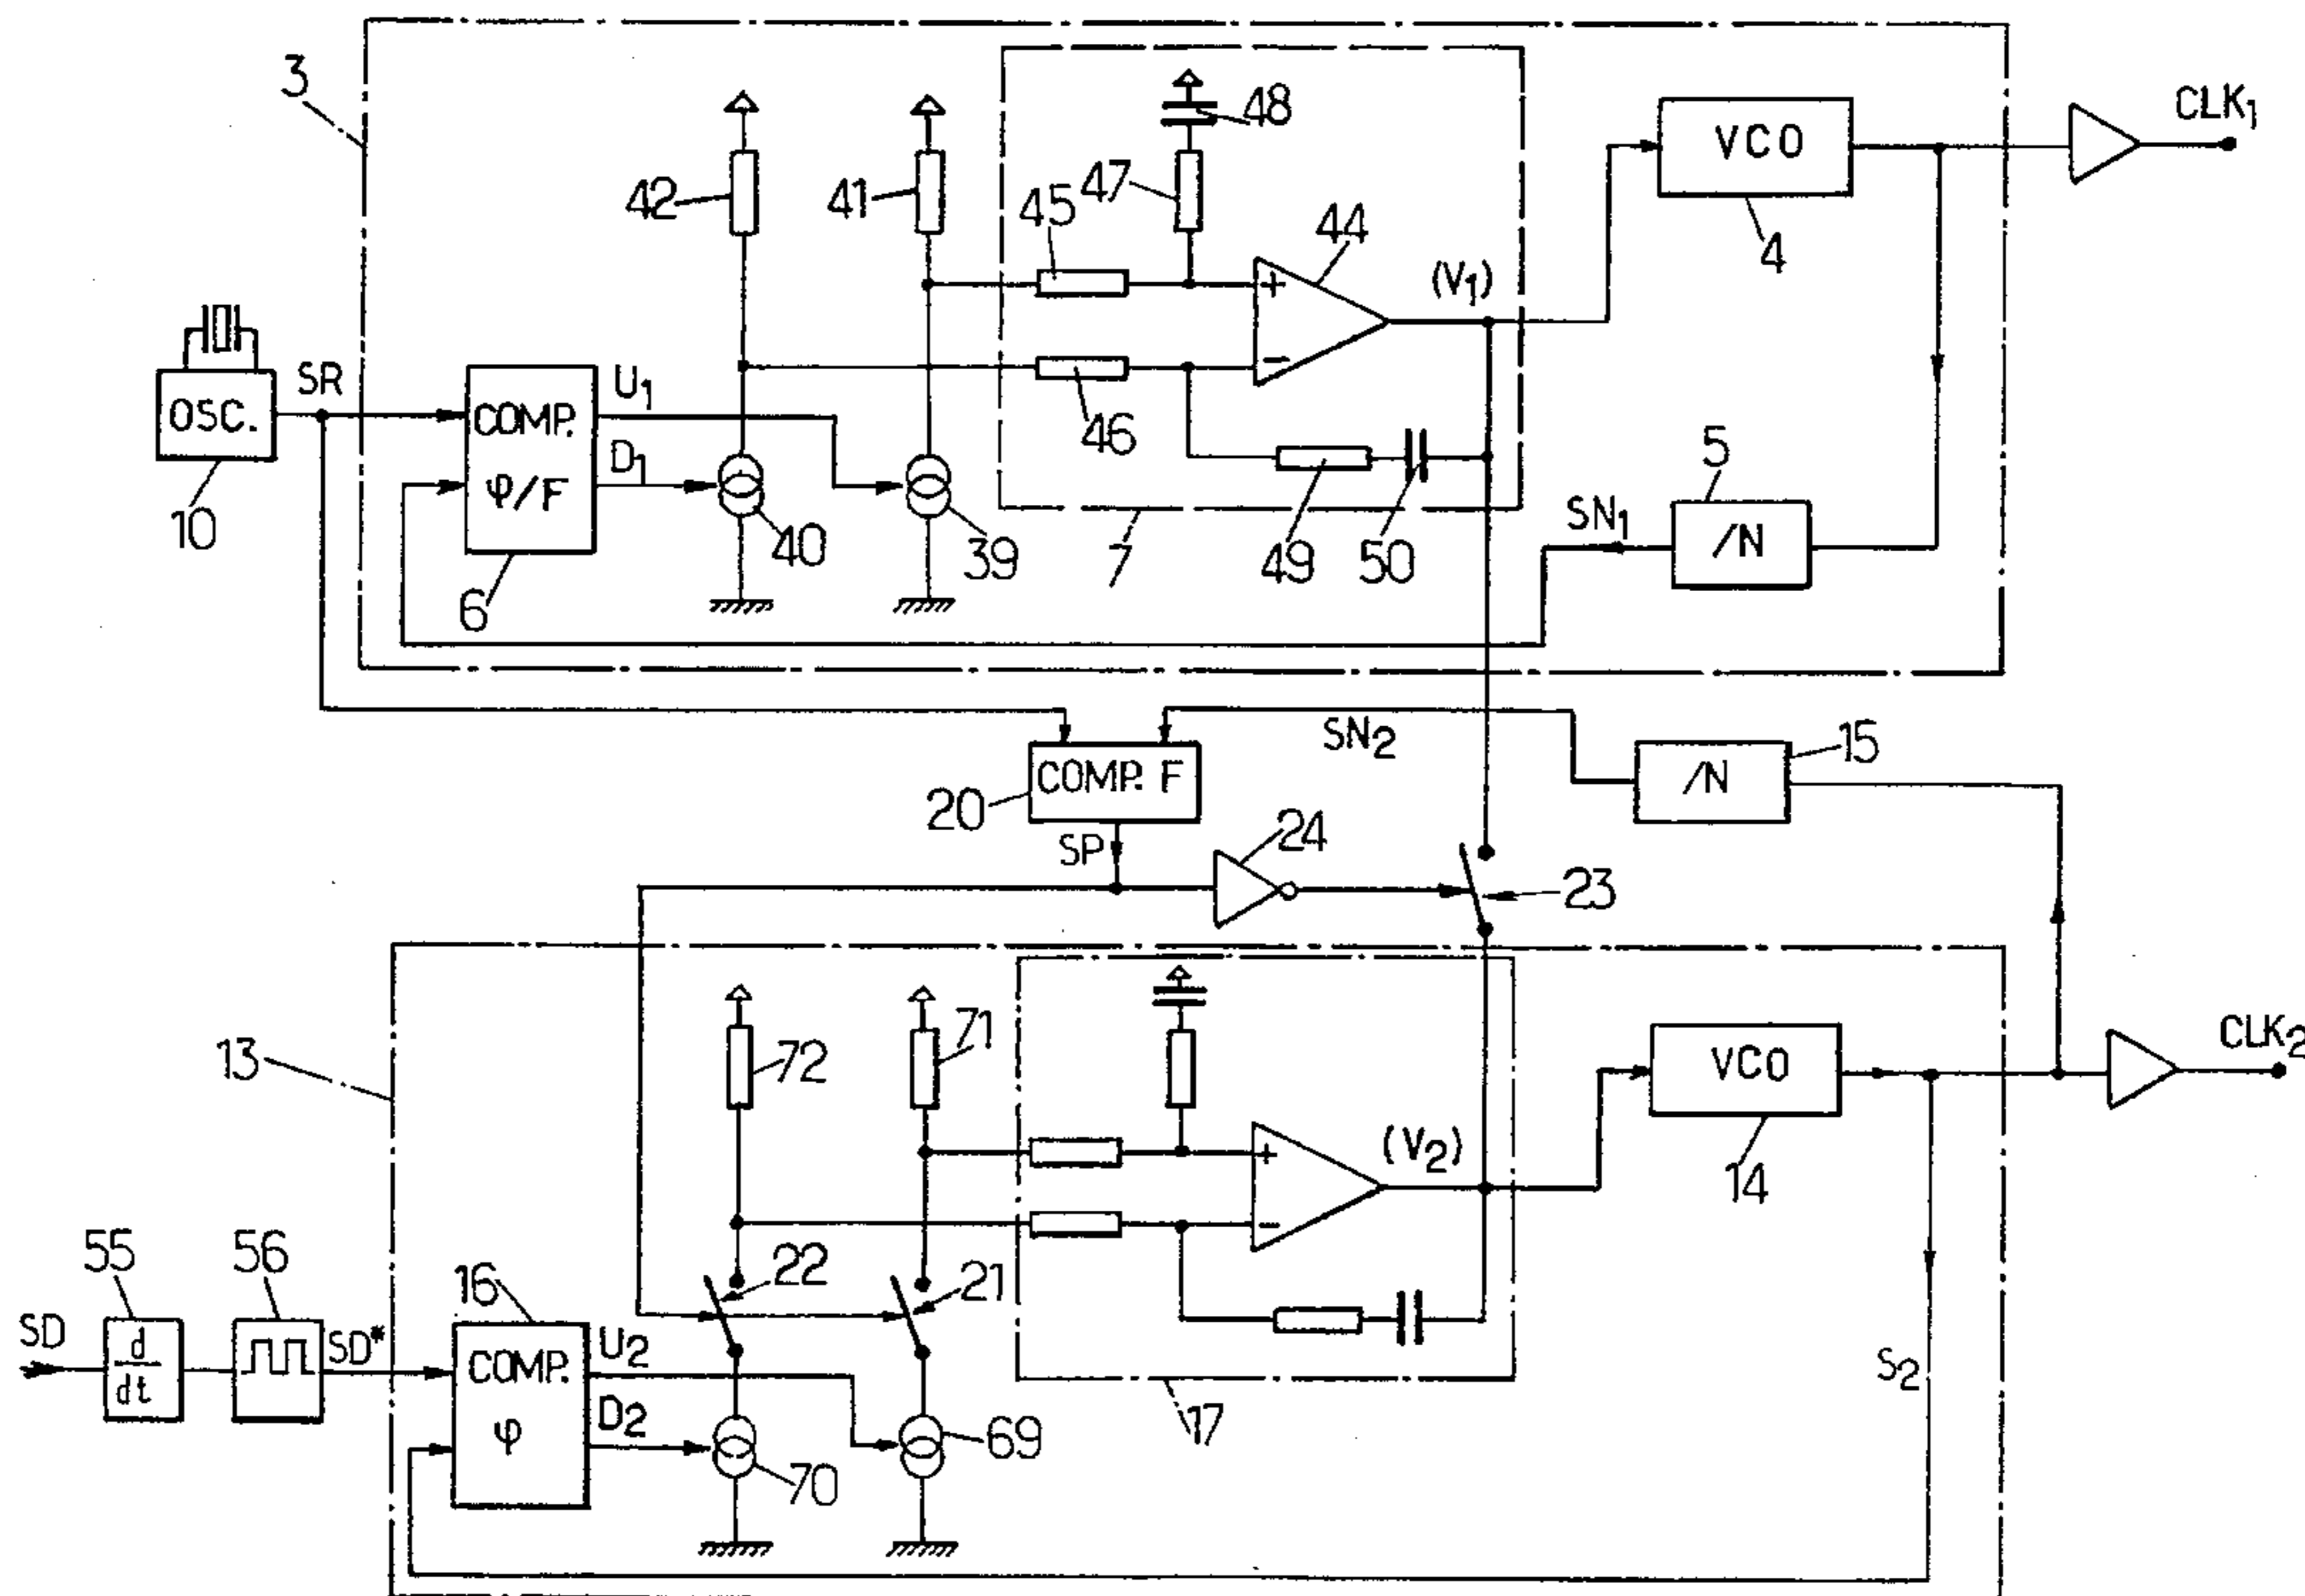 3
42
41
45
47
48
44
(V1)
VCO
4
CLK1
OSC.
10
SR
COMP.
φ/F
6
U1
D1
40
39
46
49
50
7
+
−
5
/N
SN1
COMP. F
20
SN2
15
/N
SP
24
23
13
72
71
(V2)
VCO
14
CLK2
+
−
55
56
SD
d
dt
SD*
16
COMP.
φ
U2
D2
22
21
69
70
17
S2